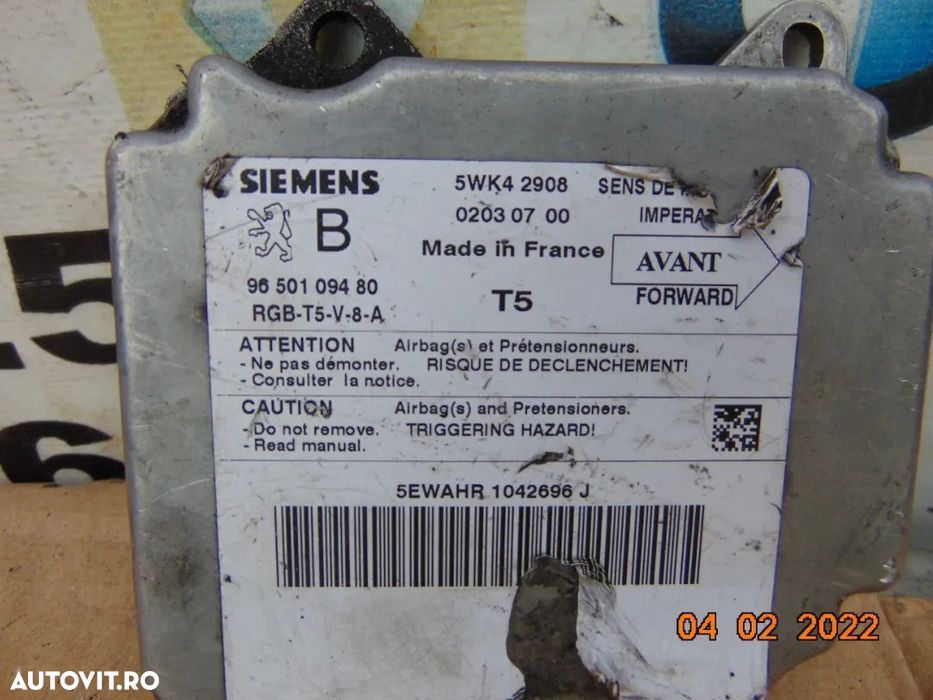 SIEMENS 5WK4 2908 SENS DE
B 0203 07 00
Made in France AVANT
96 501 094 80 T5 FORWARD
RGB-T5-V-8-A
ATTENTION Airbag(s) et Prétensionneurs.
- Ne pas démonter. RISQUE DE DECLENCHEMENT!
- Consulter la notice.
CAUTION Airbag(s) and Pretensioners.
- Do not remove. TRIGGERING HAZARD!
- Read manual.
5EWAHR 1042696 J
04 02 2022
AUTOVIT.RO